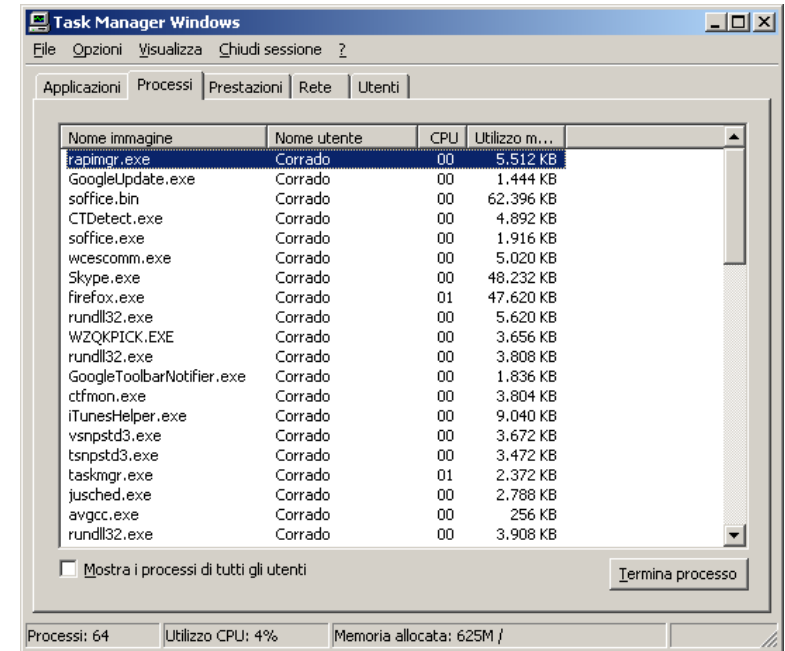 Task Manager Windows
File Opzioni Visualizza Chiudi sessione ?
Applicazioni Processi Prestazioni Rete Utenti
Nome immagine Nome utente CPU Utilizzo m...
rapimgr.exe Corrado 00 5.512 KB
GoogleUpdate.exe Corrado 00 1.444 KB
soffice.bin Corrado 00 62.396 KB
CTDetect.exe Corrado 00 4.892 KB
soffice.exe Corrado 00 1.916 KB
wcescomm.exe Corrado 00 5.020 KB
Skype.exe Corrado 00 48.232 KB
firefox.exe Corrado 01 47.620 KB
rundll32.exe Corrado 00 5.620 KB
WZQKPICK.EXE Corrado 00 3.656 KB
rundll32.exe Corrado 00 3.808 KB
GoogleToolbarNotifier.exe Corrado 00 1.836 KB
ctfmon.exe Corrado 00 3.804 KB
iTunesHelper.exe Corrado 00 9.040 KB
vsnpstd3.exe Corrado 00 3.672 KB
tsnpstd3.exe Corrado 00 3.472 KB
taskmgr.exe Corrado 01 2.372 KB
jusched.exe Corrado 00 2.788 KB
avgcc.exe Corrado 00 256 KB
rundll32.exe Corrado 00 3.908 KB
Mostra i processi di tutti gli utenti Termina processo
Processi: 64 Utilizzo CPU: 4% Memoria allocata: 625M /